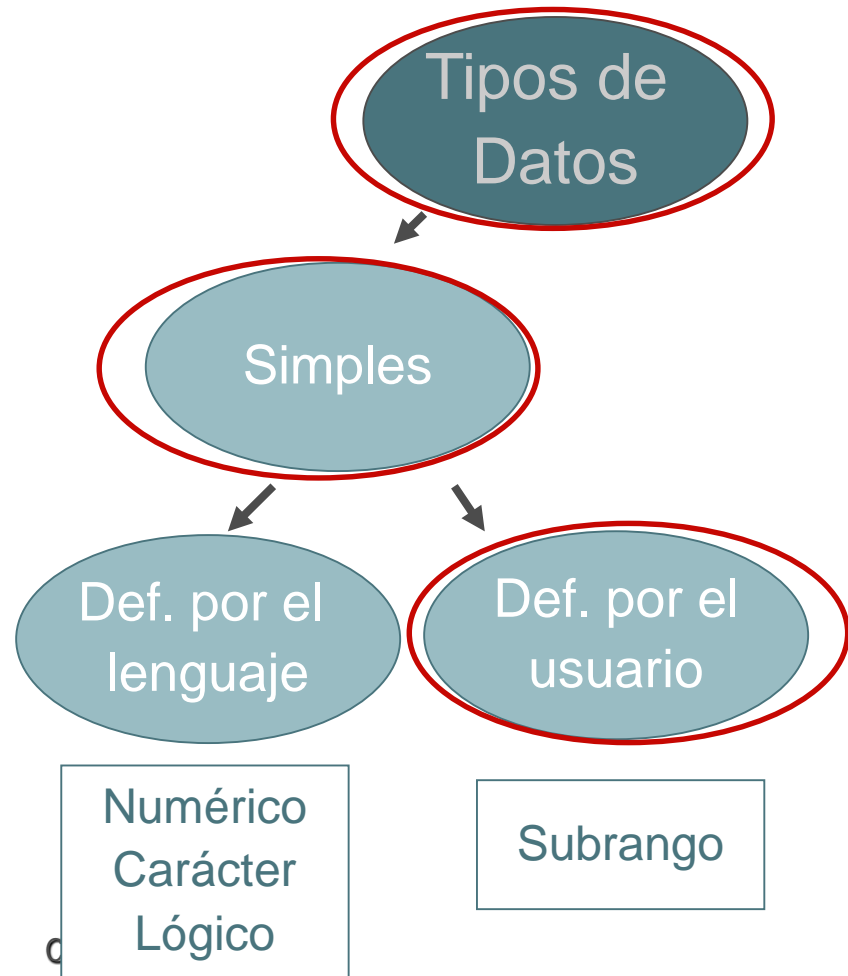 Tipos de
Datos
Simples
Def. por el
lenguaje
Def. por el
usuario
Numérico
Carácter
Lógico
Subrango